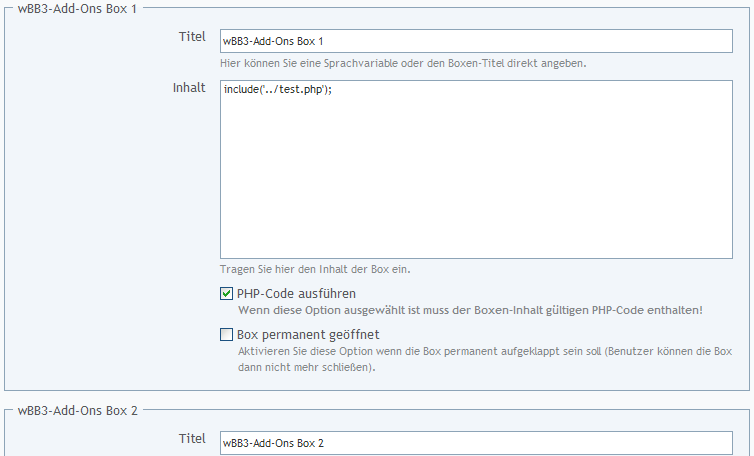 wBB3-Add-Ons Box 1
Titel
wBB3-Add-Ons Box 1
Hier können Sie eine Sprachvariable oder den Boxen-Titel direkt angeben.
Inhalt
include('../test.php');
Tragen Sie hier den Inhalt der Box ein.
PHP-Code ausführen
Wenn diese Option ausgewählt ist muss der Boxen-Inhalt gültigen PHP-Code enthalten!
Box permanent geöffnet
Aktivieren Sie diese Option wenn die Box permanent aufgeklappt sein soll (Benutzer können die Box
dann nicht mehr schließen).
wBB3-Add-Ons Box 2
Titel
wBB3-Add-Ons Box 2